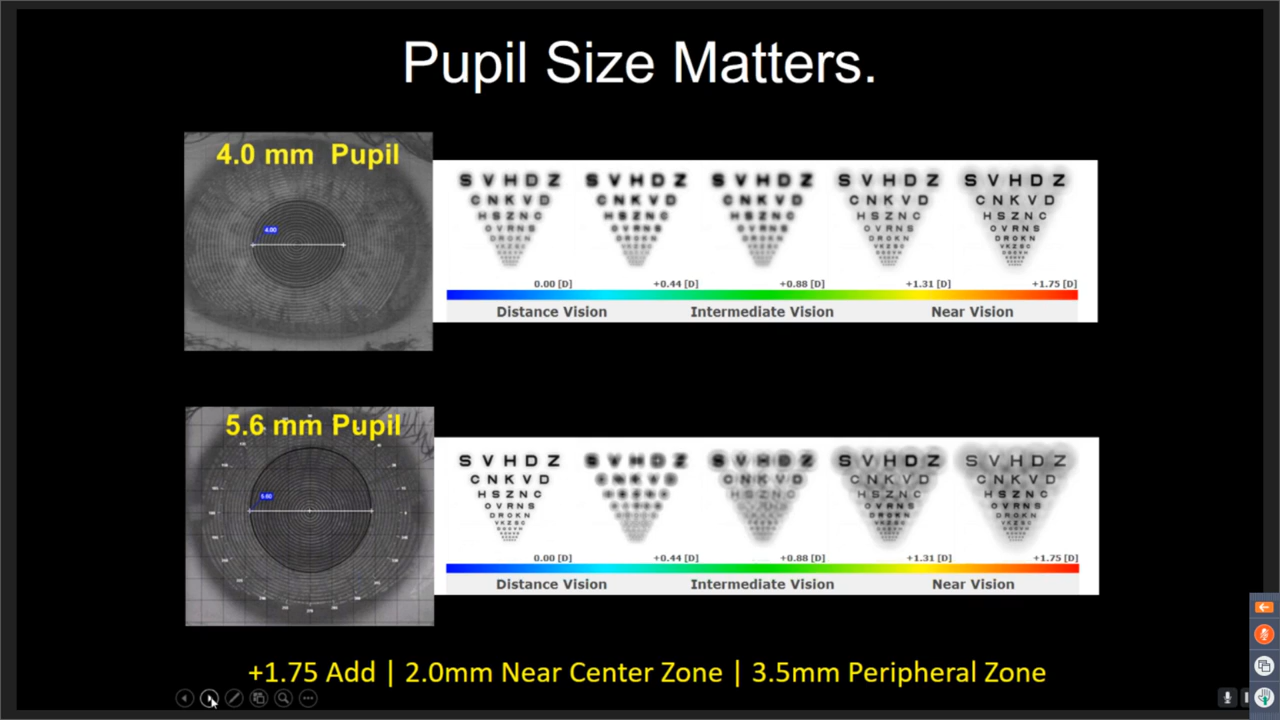 Pupil Size Matters.
4.0 mm Pupil
4.00
S V H D Z S V H D Z S V H D Z S V H D Z S V H D Z
C N K V D C N K V D C N K V D C N K V D C N K V D
H S Z N C H S Z N C H S Z N C H S Z N C H S Z N C
O V R N S O V R N S O V R N S O V R N S O V R N S
D R O K N D R O K N D R O K N D R O K N D R O K N
0.00 [D] +0.44 [D] +0.88 [D] +1.31 [D] +1.75 [D]
Distance Vision Intermediate Vision Near Vision
5.6 mm Pupil
S V H D Z S V H D Z S V H D Z S V H D Z S V H D Z
C N K V D C N K V D C N K V D C N K V D C N K V D
H S Z N C H S Z N C H S Z N C
O V R N S O V R N S O V R N S
D R O K N D R O K N D R O K N
0.00 [D] +0.44 [D] +0.88 [D] +1.31 [D] +1.75 [D]
Distance Vision Intermediate Vision Near Vision
+1.75 Add | 2.0mm Near Center Zone | 3.5mm Peripheral Zone